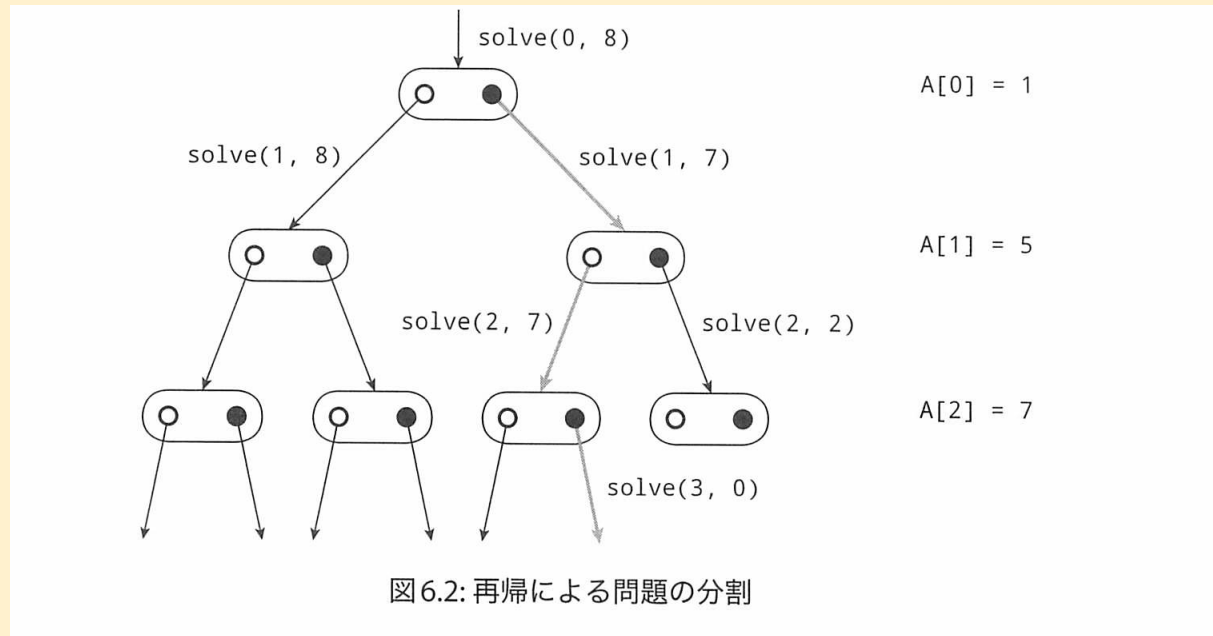 solve(0, 8)
A[0] = 1
solve(1, 8)
solve(1, 7)
A[1] = 5
solve(2, 7)
solve(2, 2)
A[2] = 7
solve(3, 0)
図6.2: 再帰による問題の分割